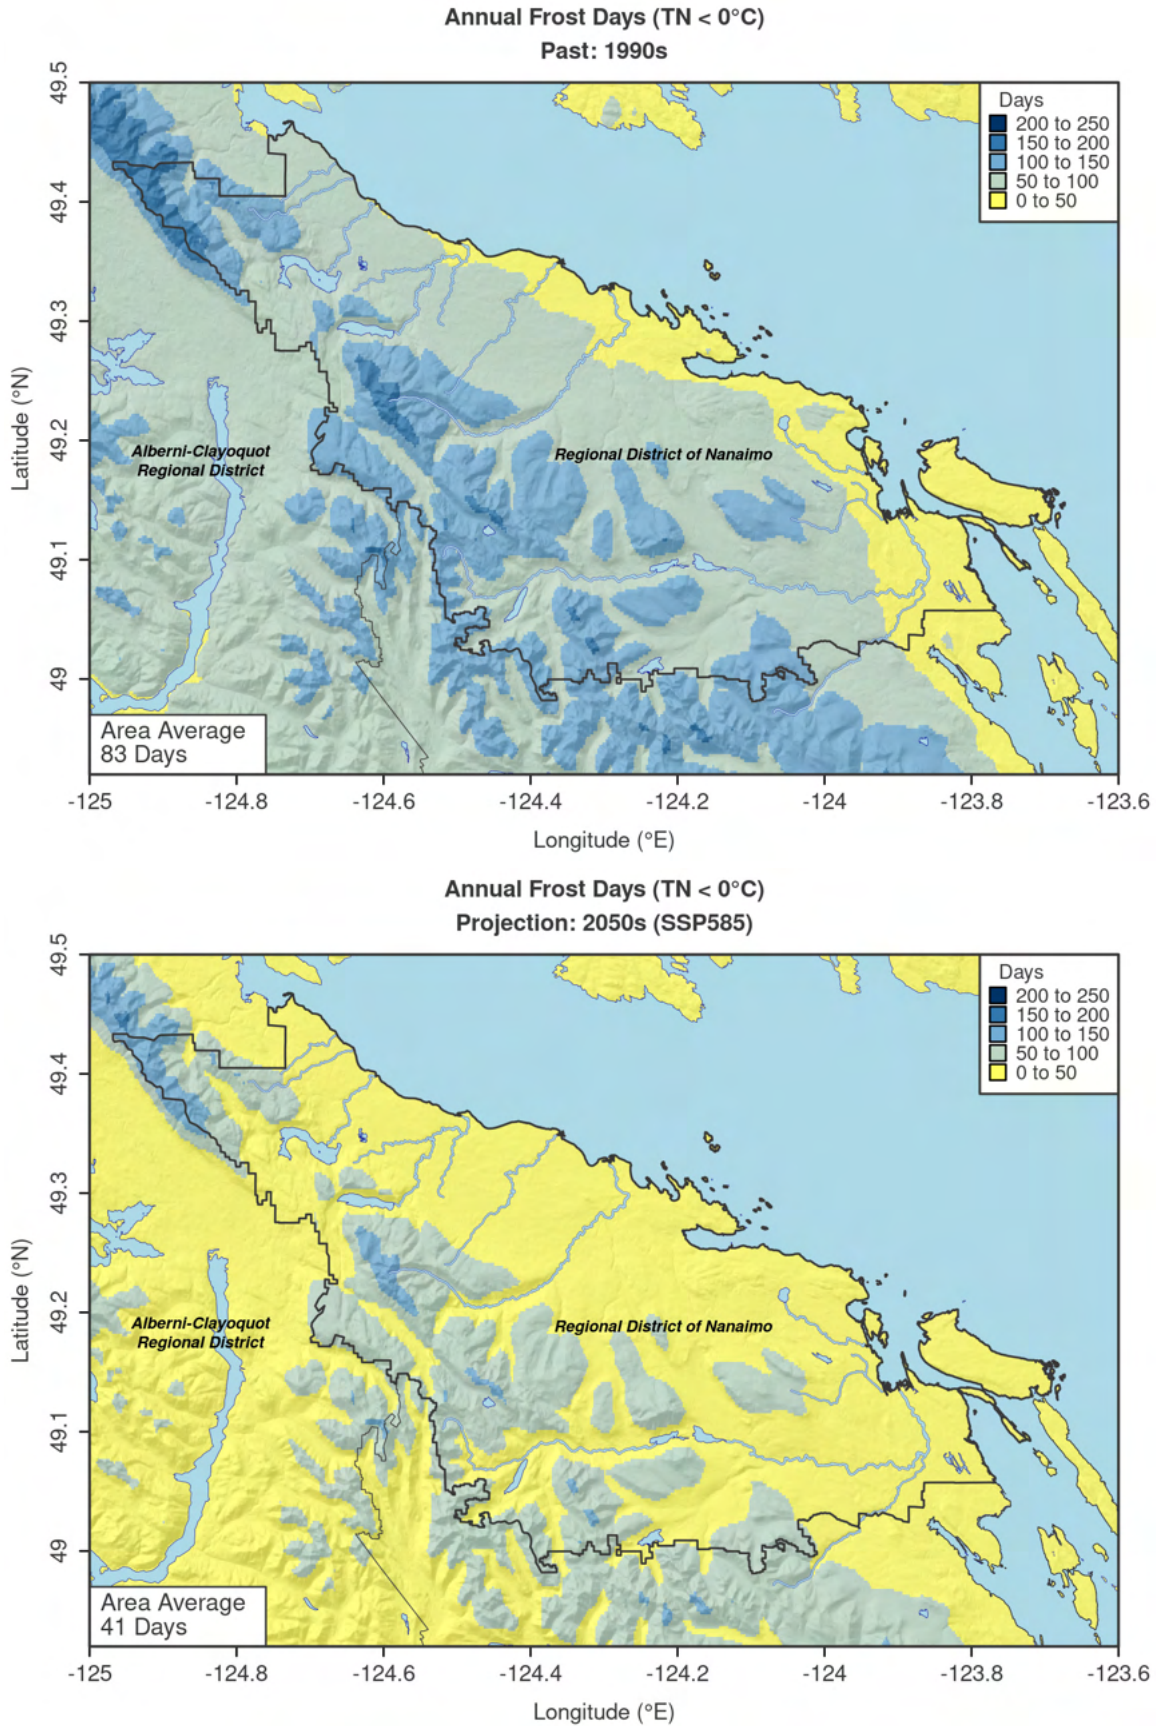 Annual Frost Days (TN < 0°C)
Past: 1990s
Days
200 to 250
150 to 200
100 to 150
50 to 100
0 to 50
49.5
49.4
49.3
49.2
49.1
49
Latitude (°N)
Alberni-Clayoquot
Regional District
Regional District of Nanaimo
Area Average
83 Days
-125
-124.8
-124.6
-124.4
-124.2
-124
-123.8
-123.6
Longitude (°E)
Annual Frost Days (TN < 0°C)
Projection: 2050s (SSP585)
Days
200 to 250
150 to 200
100 to 150
50 to 100
0 to 50
49.5
49.4
49.3
49.2
49.1
49
Latitude (°N)
Alberni-Clayoquot
Regional District
Regional District of Nanaimo
Area Average
41 Days
-125
-124.8
-124.6
-124.4
-124.2
-124
-123.8
-123.6
Longitude (°E)